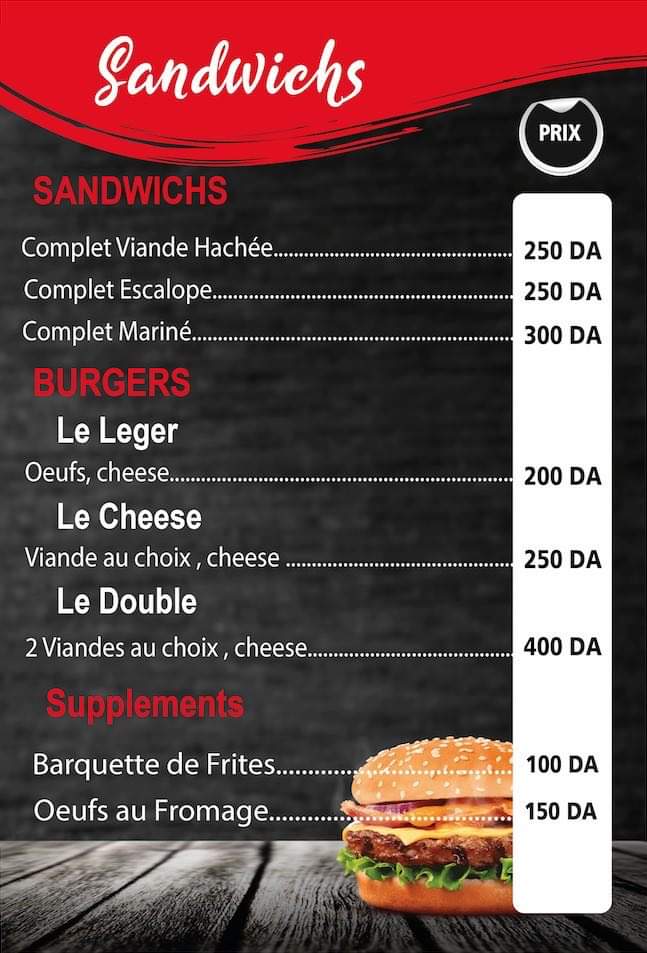 Sandwichs
PRIX
SANDWICHS
Complet Viande Hachée.......................................................... 250 DA
Complet Escalope.......................................................... 250 DA
Complet Mariné.......................................................... 300 DA
BURGERS
Le Leger
Oeufs, cheese.......................................................... 200 DA
Le Cheese
Viande au choix , cheese .......................................................... 250 DA
Le Double
2 Viandes au choix , cheese.......................................................... 400 DA
Supplements
Barquette de Frites.......................................................... 100 DA
Oeufs au Fromage.......................................................... 150 DA